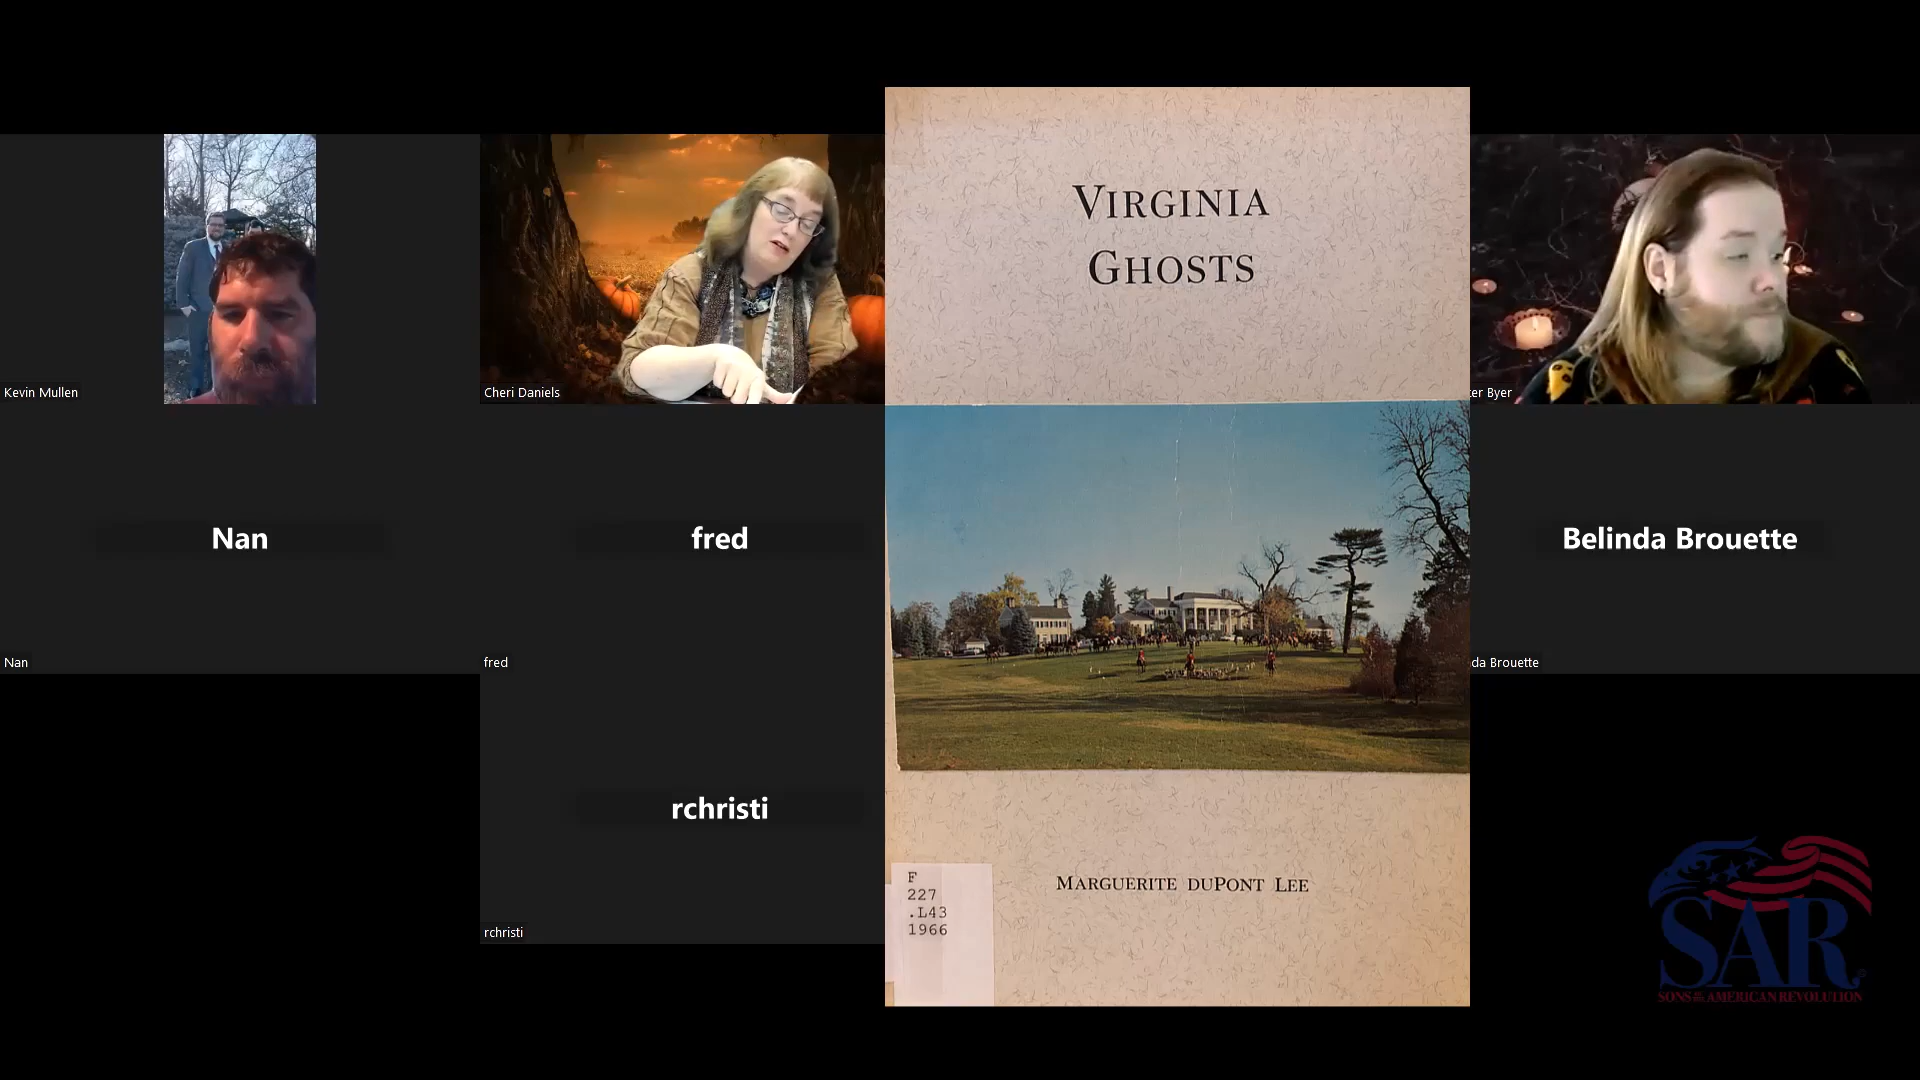 Kevin Mullen
Cheri Daniels
VIRGINIA
GHOSTS
er Byer
Nan
Nan
fred
fred
Belinda Brouette
da Brouette
rchristi
rchristi
MARGUERITE DUPONT LEE
F
227
.L43
1966
SAR
SONS OF THE AMERICAN REVOLUTION